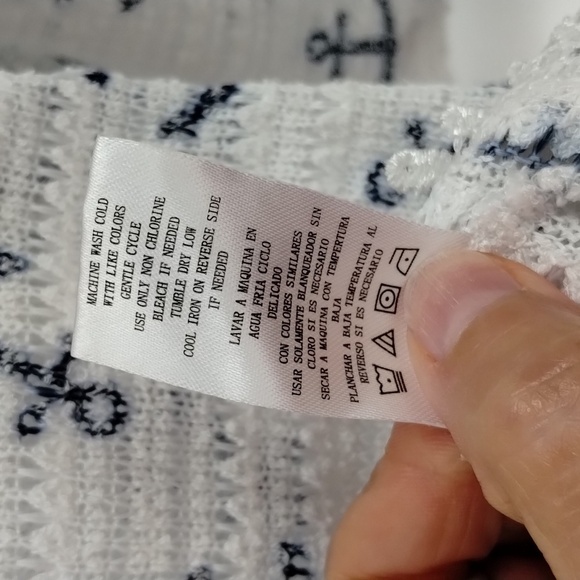 MACHINE WASH COLD
WITH LIKE COLORS
GENTLE CYCLE
USE ONLY NON CHLORINE
BLEACH IF NEEDED
TUMBLE DRY LOW
COOL IRON ON REVERSE SIDE
IF NEEDED
LAVAR A MAQUINA EN
AGUA FRIA CICLO
DELICADO
CON COLORES SIMILARES
USAR SOLAMENTE BLANQUEADOR SIN
CLORO SI ES NECESARIO
SECAR A MAQUINA CON TEMPERTURA
BAJA
PLANCHAR A BAJA TEMPERATURA AL
REVERSO SI ES NECESARIO